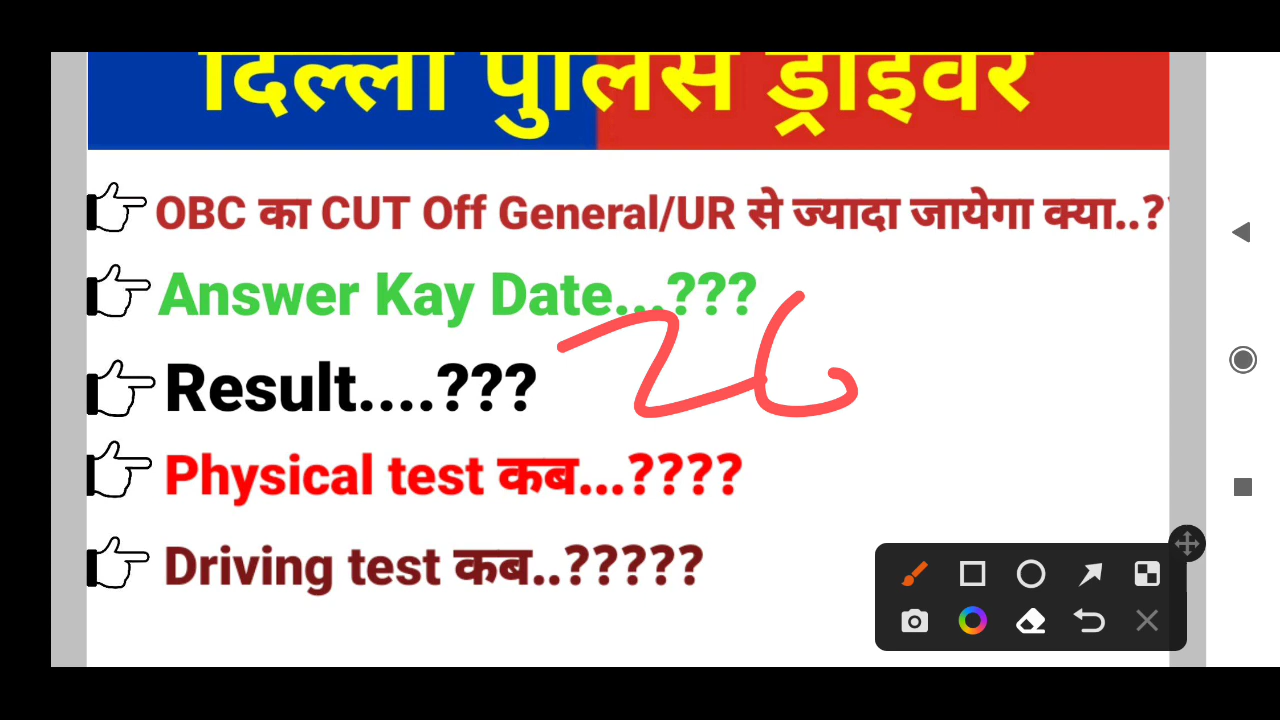 दिल्ली पुलिस ड्राइवर
OBC का CUT Off General/UR से ज्यादा जायेगा क्या..?
Answer Kay Date...???
Result....???
26
Physical test कब...????
Driving test कब..?????